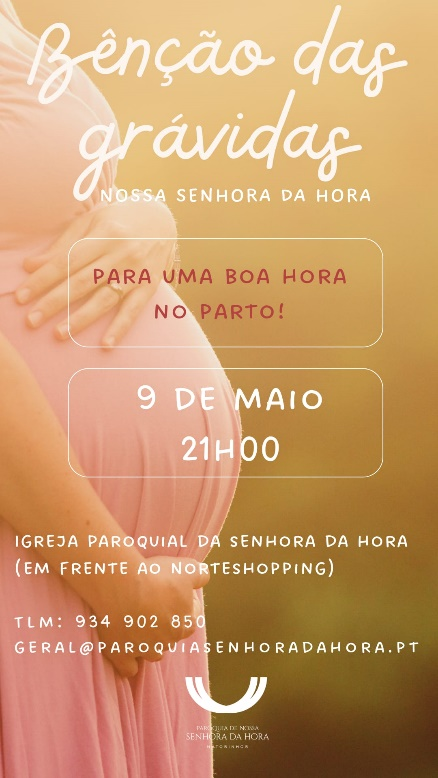 Bênção das
grávidas
NOSSA SENHORA DA HORA
PARA UMA BOA HORA
NO PARTO!
9 DE MAIO
21H00
IGREJA PAROQUIAL DA SENHORA DA HORA
(EM FRENTE AO NORTESHOPPING)
TLM: 934 902 850
GERAL@PAROQUIASENHORADAHORA.PT
PARÓQUIA DE NOSSA
SENHORA DA HORA
MATOSINHOS